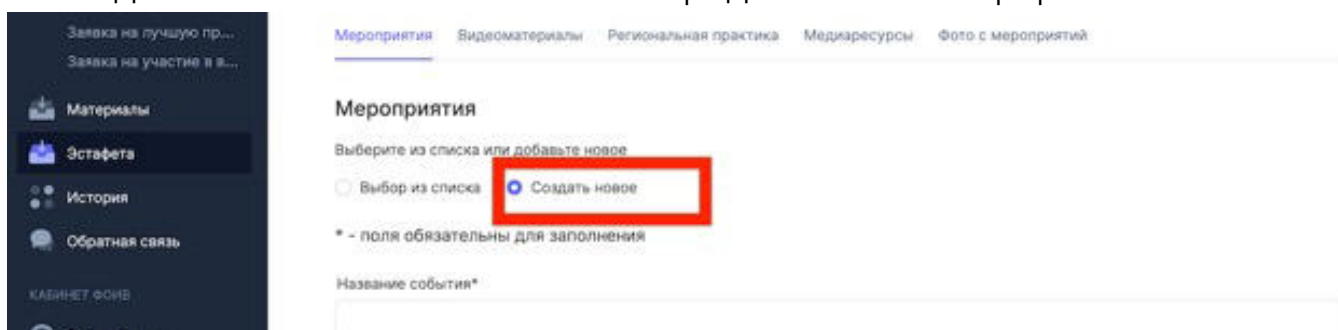 Заявка на лучшую пр...
Заявка на участие в в...
Материалы
Эстафета
История
Обратная связь
КАБИНЕТ ФОИВ
Мероприятия Видеоматериалы Региональная практика Медиаресурсы Фото с мероприятий
Мероприятия
Выберите из списка или добавьте новое
Выбор из списка Создать новое
* - поля обязательны для заполнения
Название события*